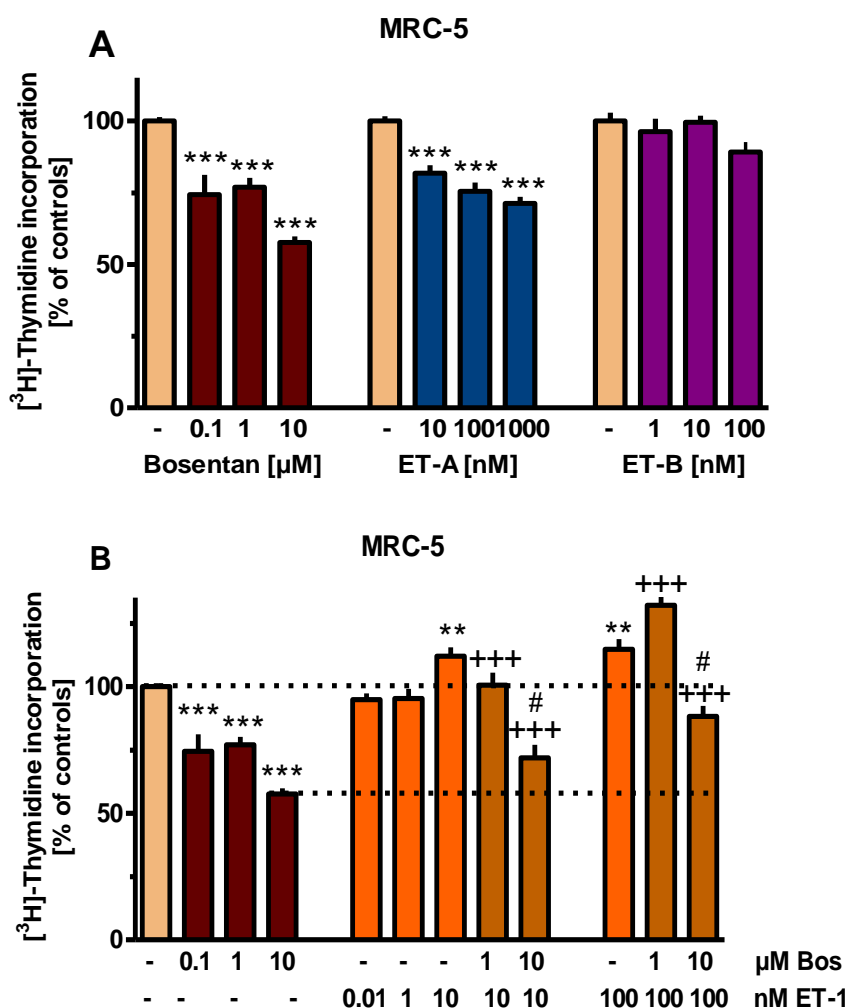 A
MRC-5
[³H]-Thymidine incorporation
[% of controls]
100
50
0
*** *** ***
*** *** ***
- 0.1 1 10 - 10 100 1000 - 1 10 100
Bosentan [µM] ET-A [nM] ET-B [nM]
B
MRC-5
[³H]-Thymidine incorporation
[% of controls]
100
50
0
*** *** ***
** +++ # +++
** +++ # +++
- 0.1 1 10 - - - 1 10 - 1 10 µM Bos
- - - - 0.01 1 10 10 10 100 100 100 nM ET-1